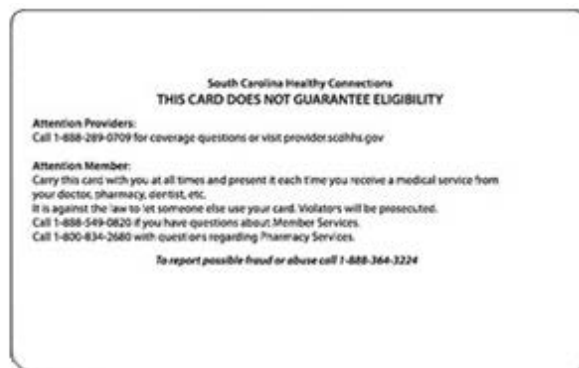 South Carolina Healthy Connections
THIS CARD DOES NOT GUARANTEE ELIGIBILITY
Attention Providers:
Call 1-888-289-0709 for coverage questions or visit provider.scdhhs.gov
Attention Member:
Carry this card with you at all times and present it each time you receive a medical service from
your doctor, pharmacy, dentist, etc.
It is against the law to let someone else use your card. Violators will be prosecuted.
Call 1-888-549-0820 if you have questions about Member Services.
Call 1-800-834-2680 with questions regarding Pharmacy Services.
To report possible fraud or abuse call 1-888-364-3224